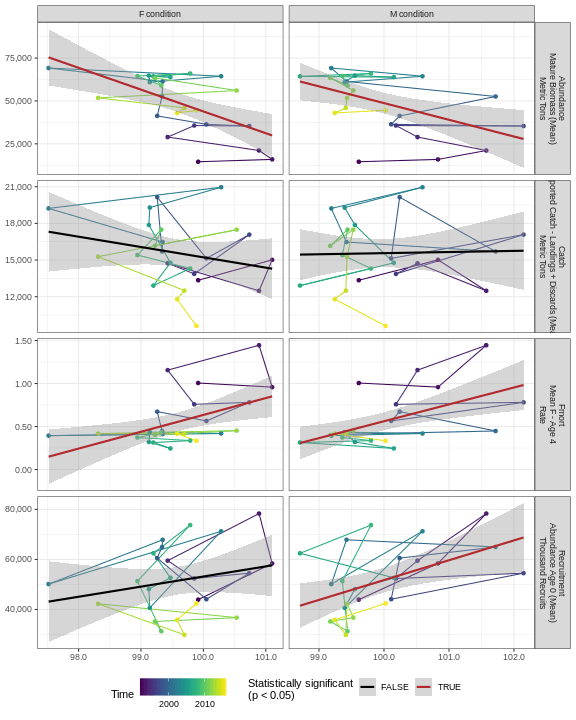 F condition
M condition
75,000
50,000
25,000
Abundance
Mature Biomass (Mean)
Metric Tons
21,000
18,000
15,000
12,000
Catch
ported Catch - Landings + Discards (Me
Metric Tons
1.50
1.00
0.50
0.00
Fmort
Mean F - Age 4
Rate
80,000
60,000
40,000
Recruitment
Abundance Age 0 (Mean)
Thousand Recruits
98.0 99.0 100.0 101.0
99.0 100.0 101.0 102.0
Time
2000 2010
Statistically significant
(p < 0.05)
FALSE
TRUE